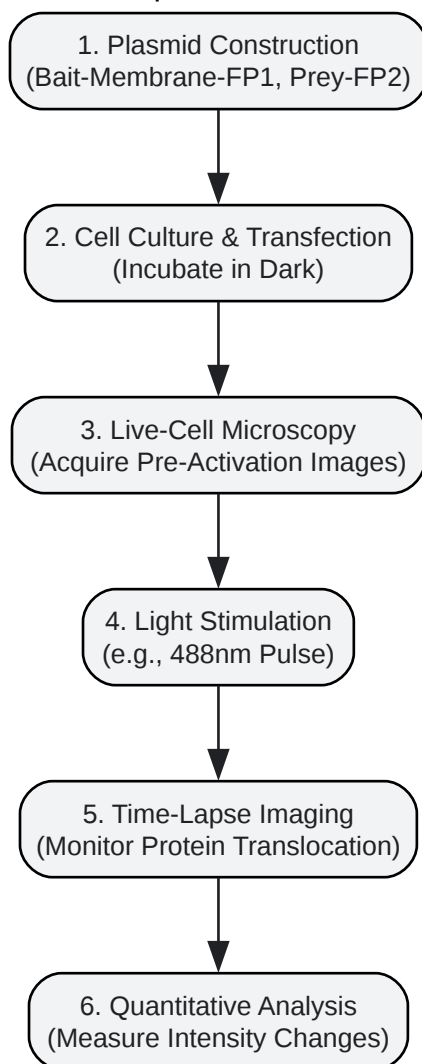 1. Plasmid Construction
(Bait-Membrane-FP1, Prey-FP2)
2. Cell Culture & Transfection
(Incubate in Dark)
3. Live-Cell Microscopy
(Acquire Pre-Activation Images)
4. Light Stimulation
(e.g., 488nm Pulse)
5. Time-Lapse Imaging
(Monitor Protein Translocation)
6. Quantitative Analysis
(Measure Intensity Changes)